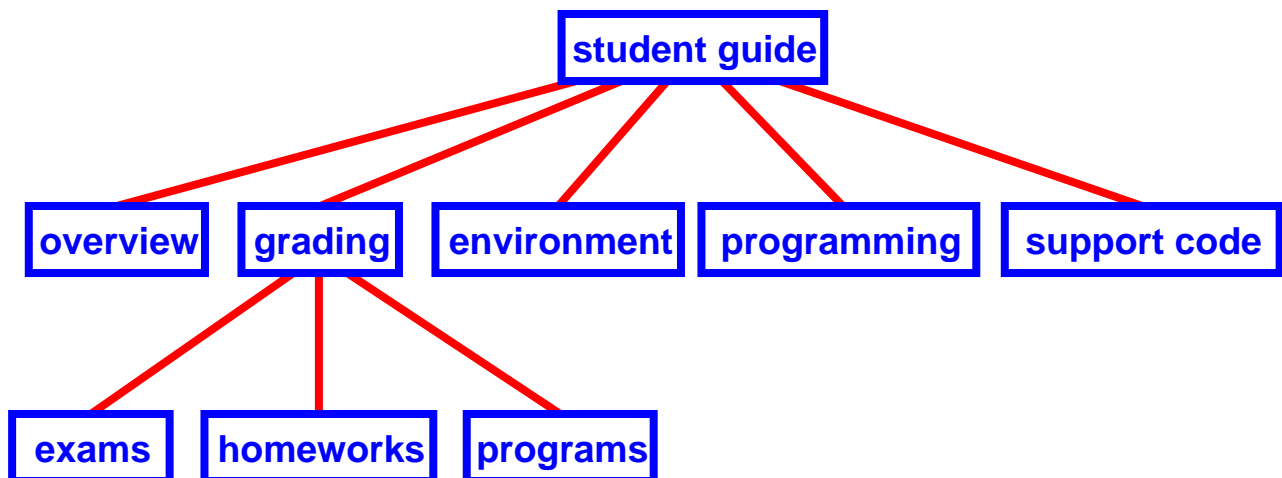 student guide
overview grading environment programming support code
exams homeworks programs